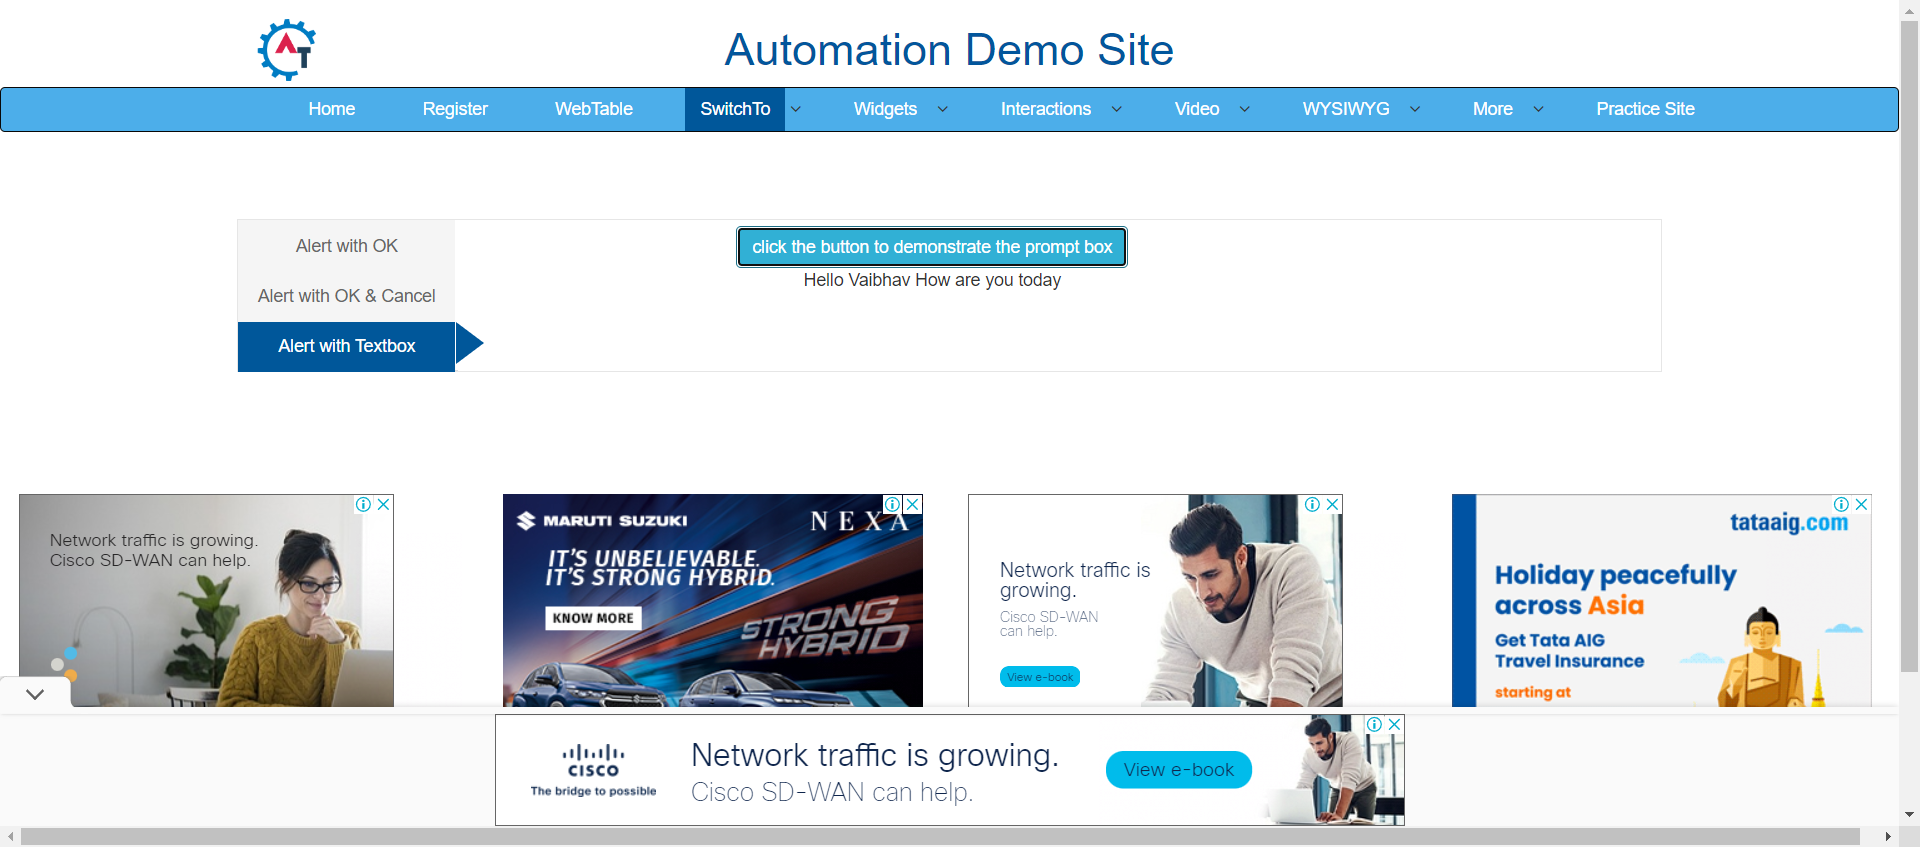 AT
Automation Demo Site
Home Register WebTable SwitchTo Widgets Interactions Video WYSIWYG More Practice Site
Alert with OK
Alert with OK & Cancel
Alert with Textbox
click the button to demonstrate the prompt box
Hello Vaibhav How are you today
Network traffic is growing.
Cisco SD-WAN can help.
MARUTI SUZUKI
NEXA
IT'S UNBELIEVABLE.
IT'S STRONG HYBRID.
KNOW MORE
STRONG
HYBRID
Network traffic is
growing.
Cisco SD-WAN
can help.
View e-book
tataaig.com
Holiday peacefully
across Asia
Get Tata AIG
Travel Insurance
starting at
CISCO
The bridge to possible
Network traffic is growing.
Cisco SD-WAN can help.
View e-book